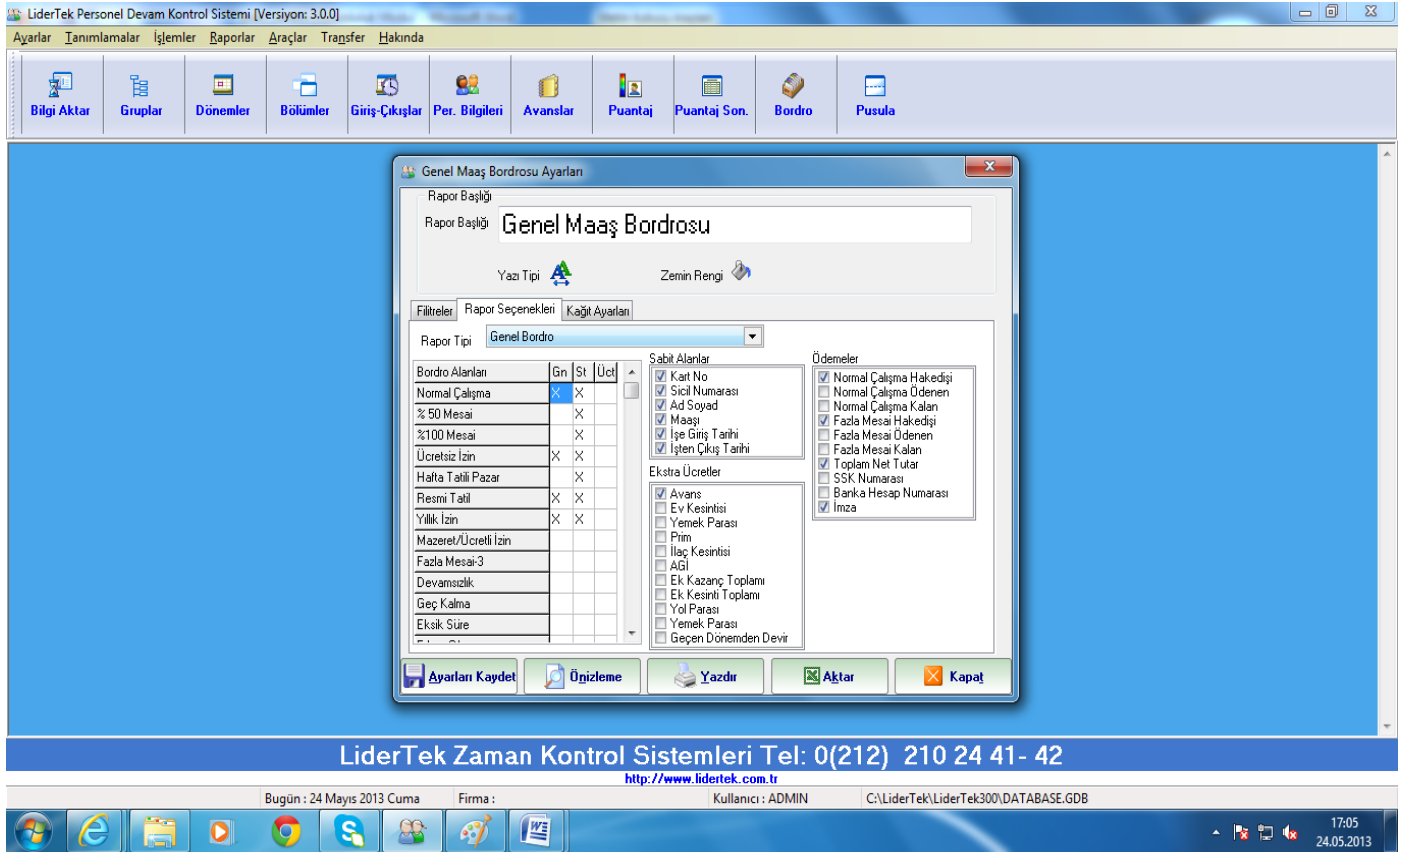 LiderTek Personel Devam Kontrol Sistemi [Versiyon: 3.0.0]
Ayarlar Tanımlamalar İşlemler Raporlar Araçlar Transfer Hakında
Bilgi Aktar Gruplar Dönemler Bölümler Giriş-Çıkışlar Per. Bilgileri Avanslar Puantaj Puantaj Son. Bordro Pusula
Genel Maaş Bordrosu Ayarları
Rapor Başlığı
Rapor Başlığı Genel Maaş Bordrosu
Yazı Tipi Zemin Rengi
Filitreler Rapor Seçenekleri Kağıt Ayarları
Rapor Tipi Genel Bordro
Bordro Alanları Gn St Üct
Normal Çalışma X X
% 50 Mesai X
%100 Mesai X
Ücretsiz İzin X X
Hafta Tatili Pazar X
Resmi Tatil X X
Yıllık İzin X X
Mazeret/Ücretli İzin
Fazla Mesai-3
Devamsızlık
Geç Kalma
Eksik Süre
Sabit Alanlar
Kart No
Sicil Numarası
Ad Soyad
Maaşı
İşe Giriş Tarihi
İşten Çıkış Tarihi
Ekstra Ücretler
Avans
Ev Kesintisi
Yemek Parası
Prim
İlaç Kesintisi
AGİ
Ek Kazanç Toplamı
Ek Kesinti Toplamı
Yol Parası
Yemek Parası
Geçen Dönemden Devir
Ödemeler
Normal Çalışma Hakedişi
Normal Çalışma Ödenen
Normal Çalışma Kalan
Fazla Mesai Hakedişi
Fazla Mesai Ödenen
Fazla Mesai Kalan
Toplam Net Tutar
SSK Numarası
Banka Hesap Numarası
İmza
Ayarları Kaydet Önizleme Yazdır Aktar Kapat
LiderTek Zaman Kontrol Sistemleri Tel: 0(212) 210 24 41- 42
http://www.lidertek.com.tr
Bugün : 24 Mayıs 2013 Cuma Firma : Kullanıcı : ADMIN C:\LiderTek\LiderTek300\DATABASE.GDB
17:05
24.05.2013